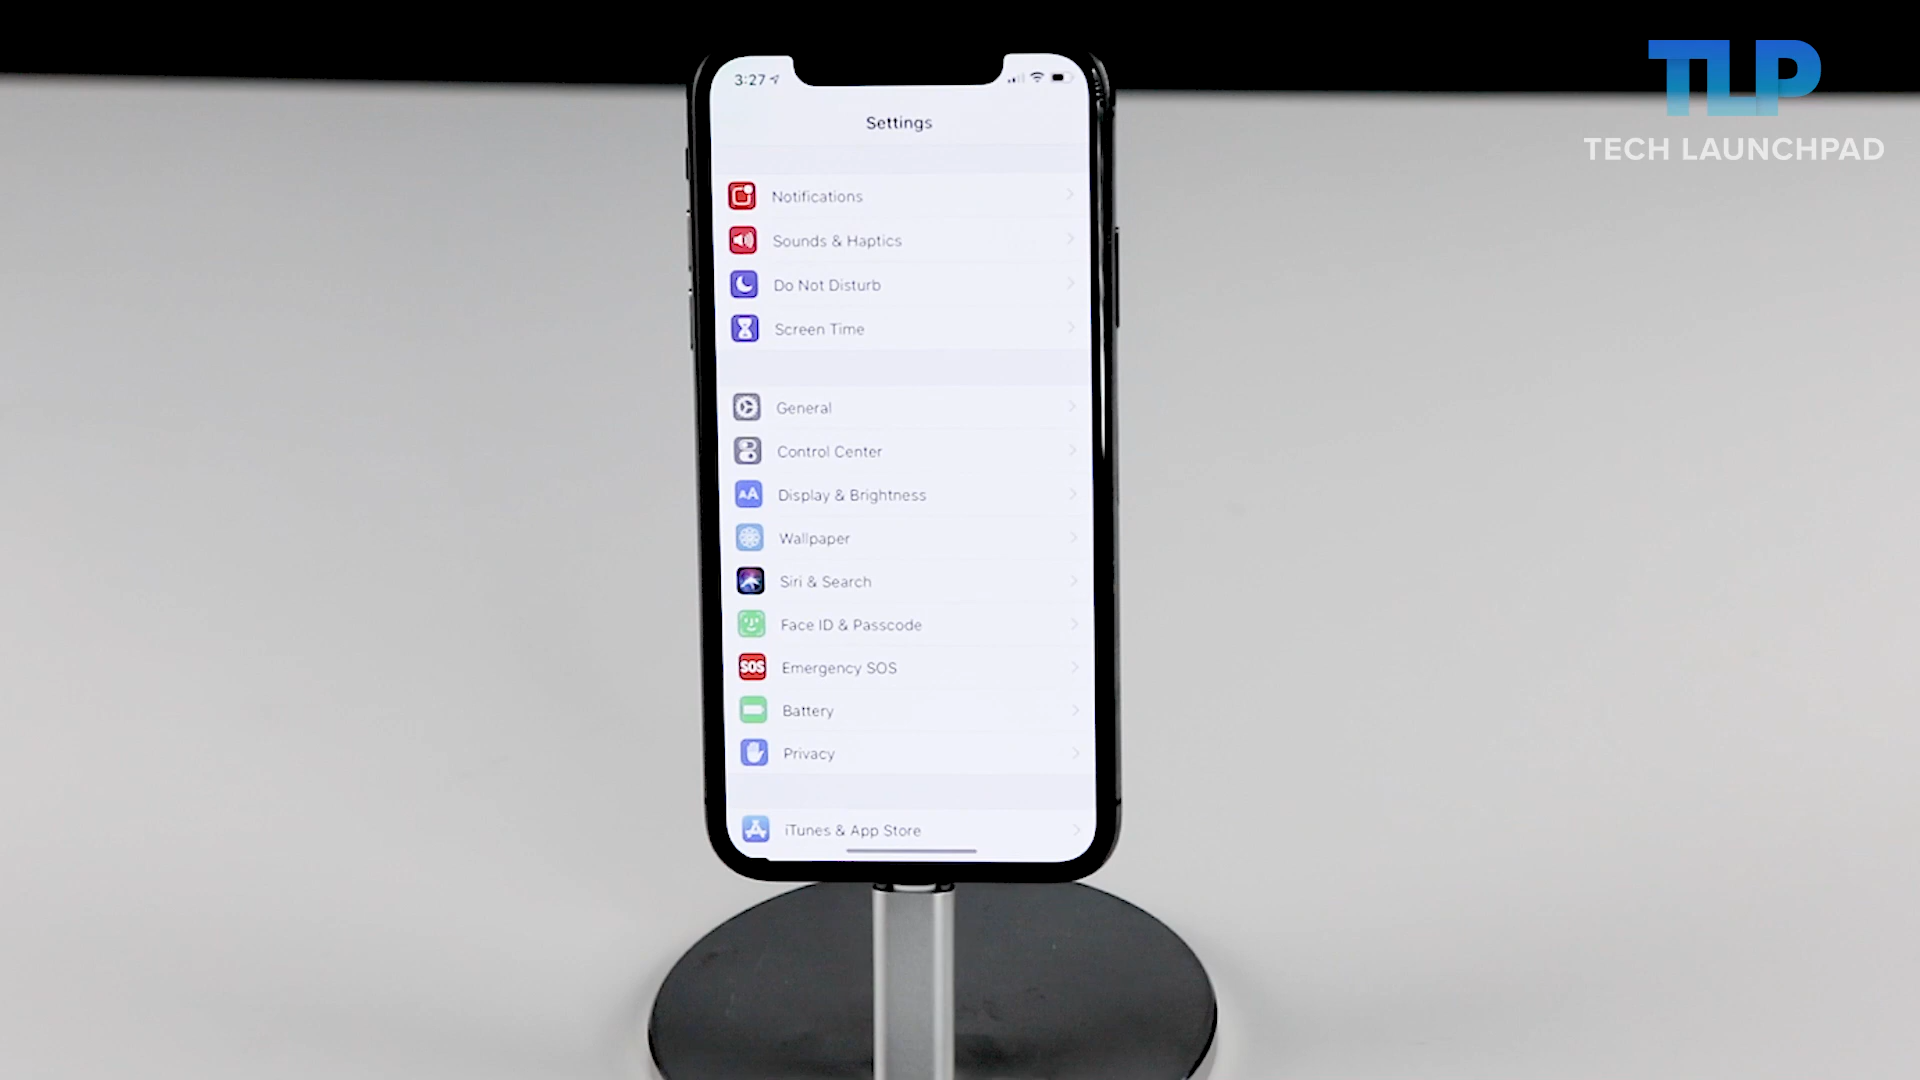 TLP
TECH LAUNCHPAD
3:27
Settings
Notifications
Sounds & Haptics
Do Not Disturb
Screen Time
General
Control Center
AA
Display & Brightness
Wallpaper
Siri & Search
Face ID & Passcode
SOS
Emergency SOS
Battery
Privacy
iTunes & App Store